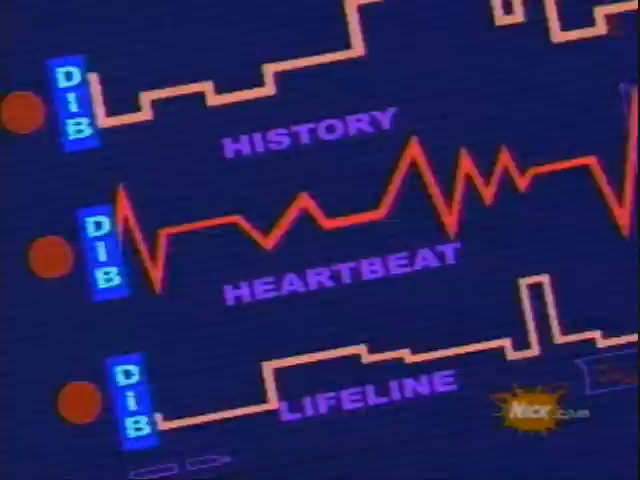 DIB
HISTORY
DIB
HEARTBEAT
DiB
LIFELINE
NICK.com